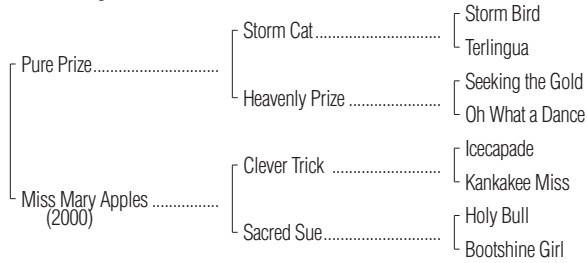 Storm Bird
Storm Cat..................................
Terlingua
Pure Prize..................................
Seeking the Gold
Heavenly Prize ..........................
Oh What a Dance
Icecapade
Clever Trick ..............................
Kankakee Miss
Miss Mary Apples ................
(2000)
Holy Bull
Sacred Sue................................
Bootshine Girl